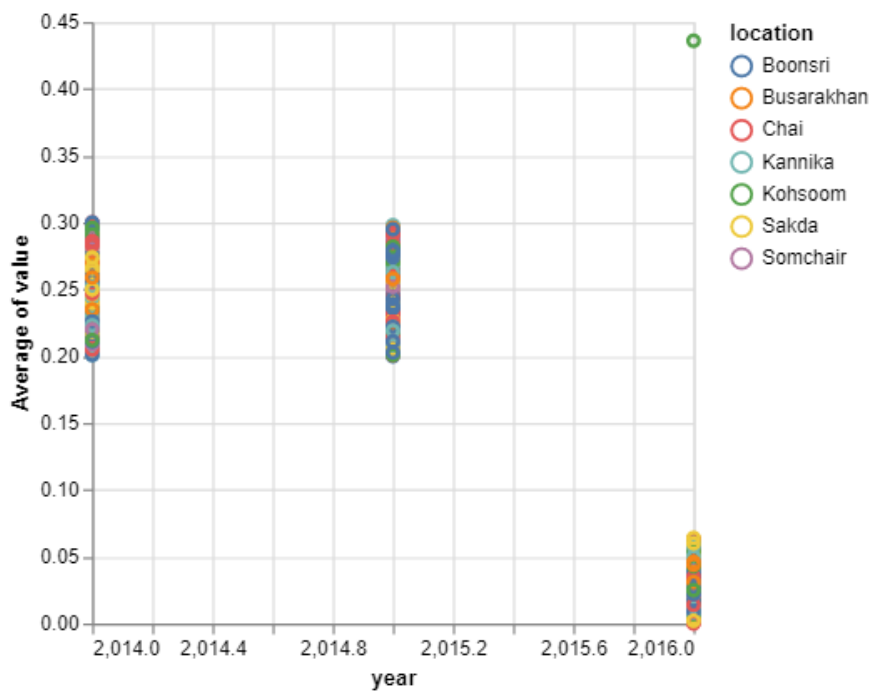 0.45
0.40
0.35
0.30
0.25
0.20
0.15
0.10
0.05
0.00
Average of value
2,014.0 2,014.4 2,014.8 2,015.2 2,015.6 2,016.0
year
location
Boonsri
Busarakhan
Chai
Kannika
Kohsoom
Sakda
Somchair